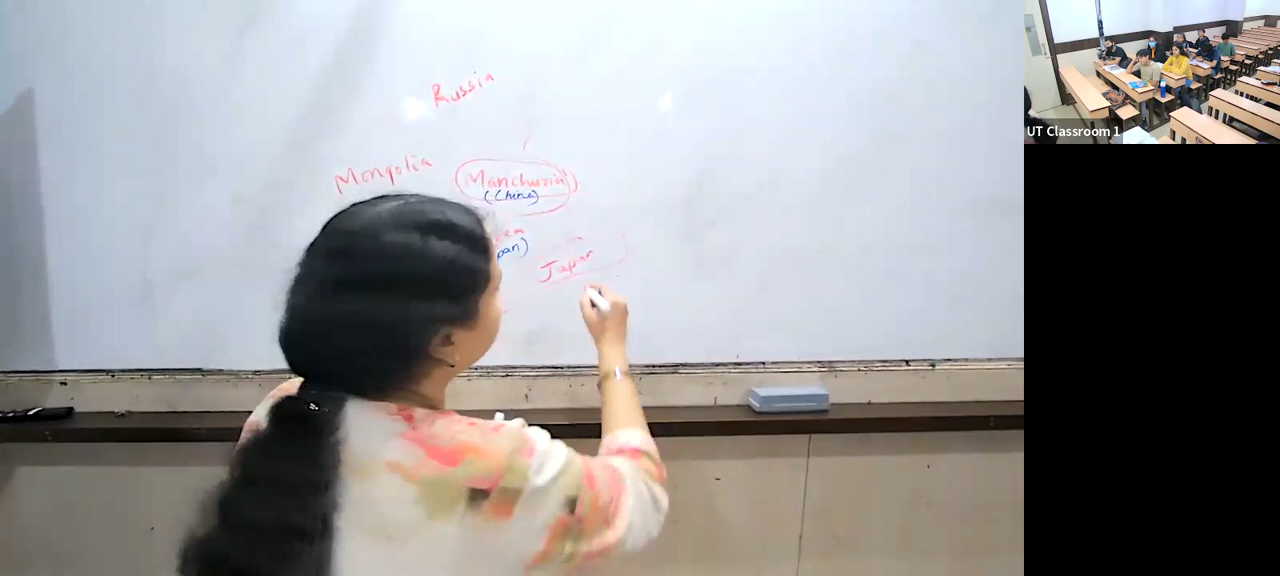 Russia
Mongolia
Manchuria
(China)
Japan
UT Classroom 1